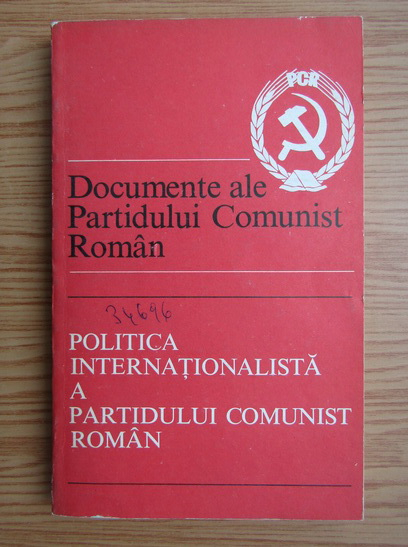 PCR
Documente ale
Partidului Comunist
Român
34696
POLITICA
INTERNAȚIONALISTĂ
A
PARTIDULUI COMUNIST
ROMÂN